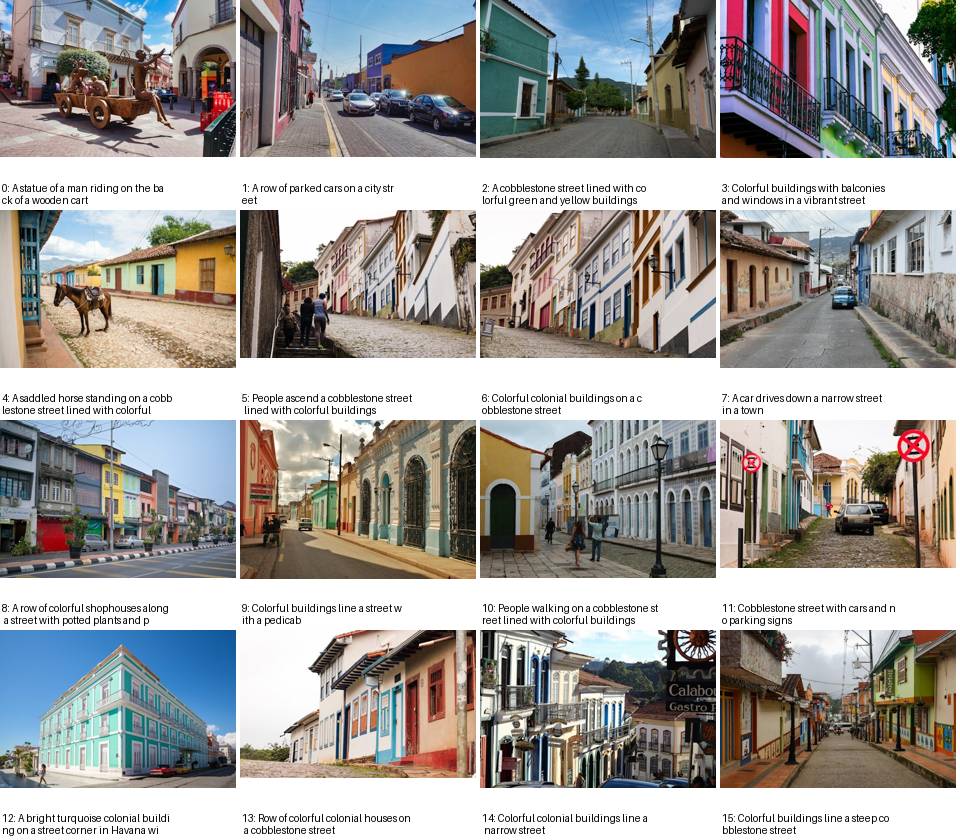 0: A statue of a man riding on the ba
ck of a wooden cart
1: A row of parked cars on a city str
eet
2: A cobblestone street lined with co
lorful green and yellow buildings
3: Colorful buildings with balconies
and windows in a vibrant street
4: A saddled horse standing on a cobb
lestone street lined with colorful
5: People ascend a cobblestone street
lined with colorful buildings
6: Colorful colonial buildings on a c
obblestone street
7: A car drives down a narrow street
in a town
8: A row of colorful shophouses along
a street with potted plants and p
9: Colorful buildings line a street w
ith a pedicab
10: People walking on a cobblestone st
reet lined with colorful buildings
11: Cobblestone street with cars and n
o parking signs
Calabou
Gastro P
12: A bright turquoise colonial buildi
ng on a street corner in Havana wi
13: Row of colorful colonial houses on
a cobblestone street
14: Colorful colonial buildings line a
narrow street
15: Colorful buildings line a steep co
bblestone street